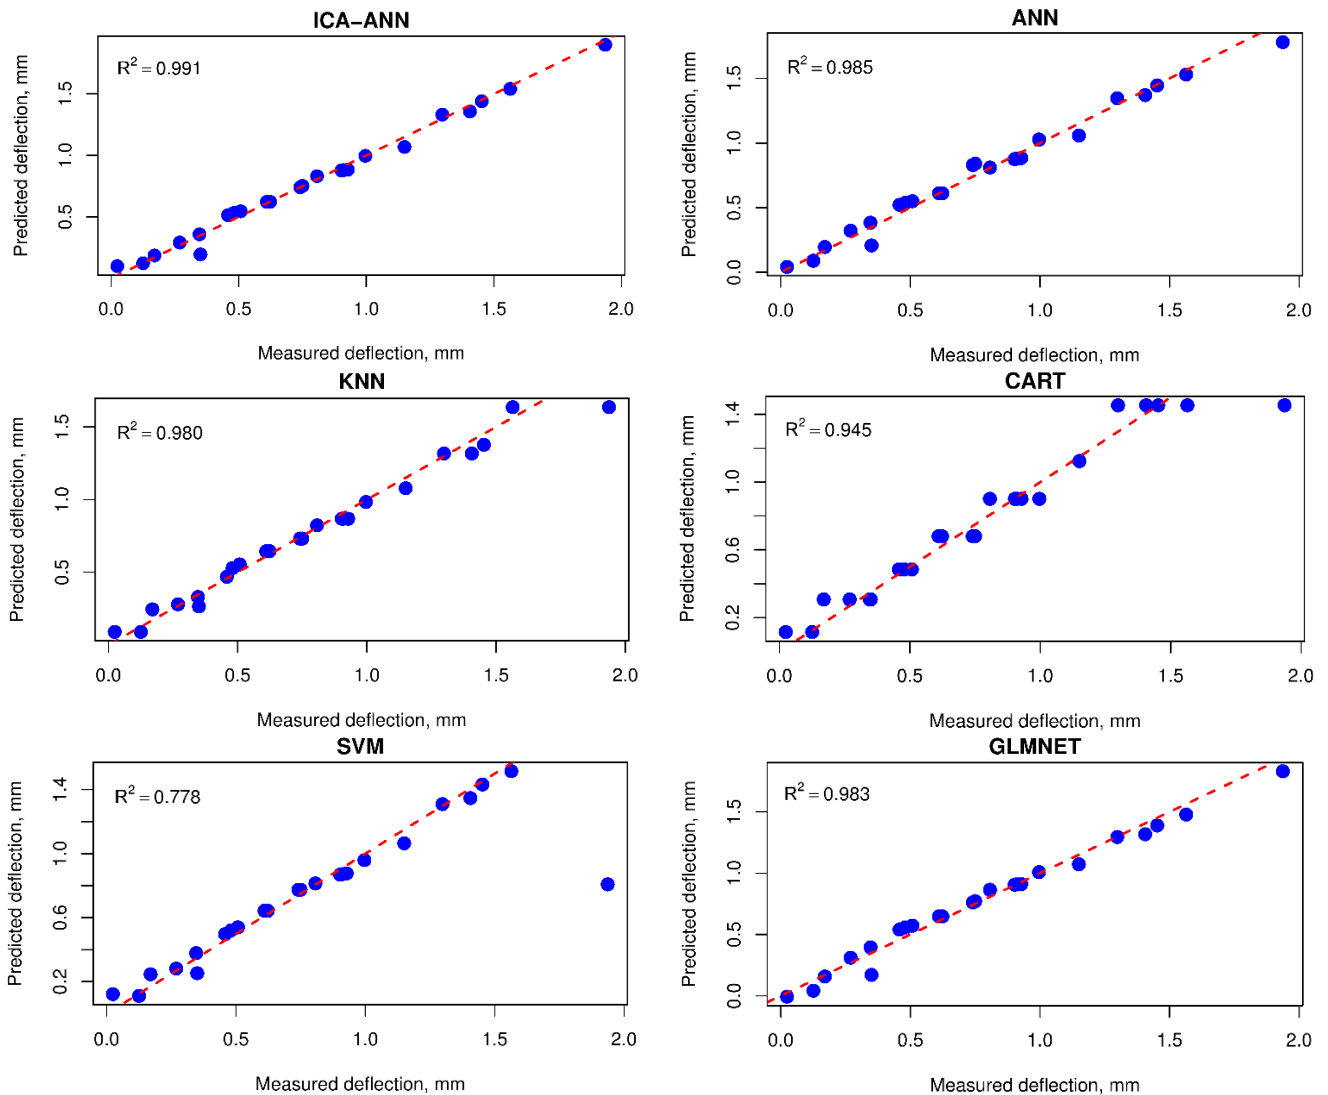 ICA−ANN
R² = 0.991
Predicted deflection, mm
0.5 1.0 1.5
0.0 0.5 1.0 1.5 2.0
Measured deflection, mm
ANN
R² = 0.985
Predicted deflection, mm
0.0 0.5 1.0 1.5
0.0 0.5 1.0 1.5 2.0
Measured deflection, mm
KNN
R² = 0.980
Predicted deflection, mm
0.5 1.0 1.5
0.0 0.5 1.0 1.5 2.0
Measured deflection, mm
CART
R² = 0.945
Predicted deflection, mm
0.2 0.6 1.0 1.4
0.0 0.5 1.0 1.5 2.0
Measured deflection, mm
SVM
R² = 0.778
Predicted deflection, mm
0.2 0.6 1.0 1.4
0.0 0.5 1.0 1.5 2.0
Measured deflection, mm
GLMNET
R² = 0.983
Predicted deflection, mm
0.0 0.5 1.0 1.5
0.0 0.5 1.0 1.5 2.0
Measured deflection, mm